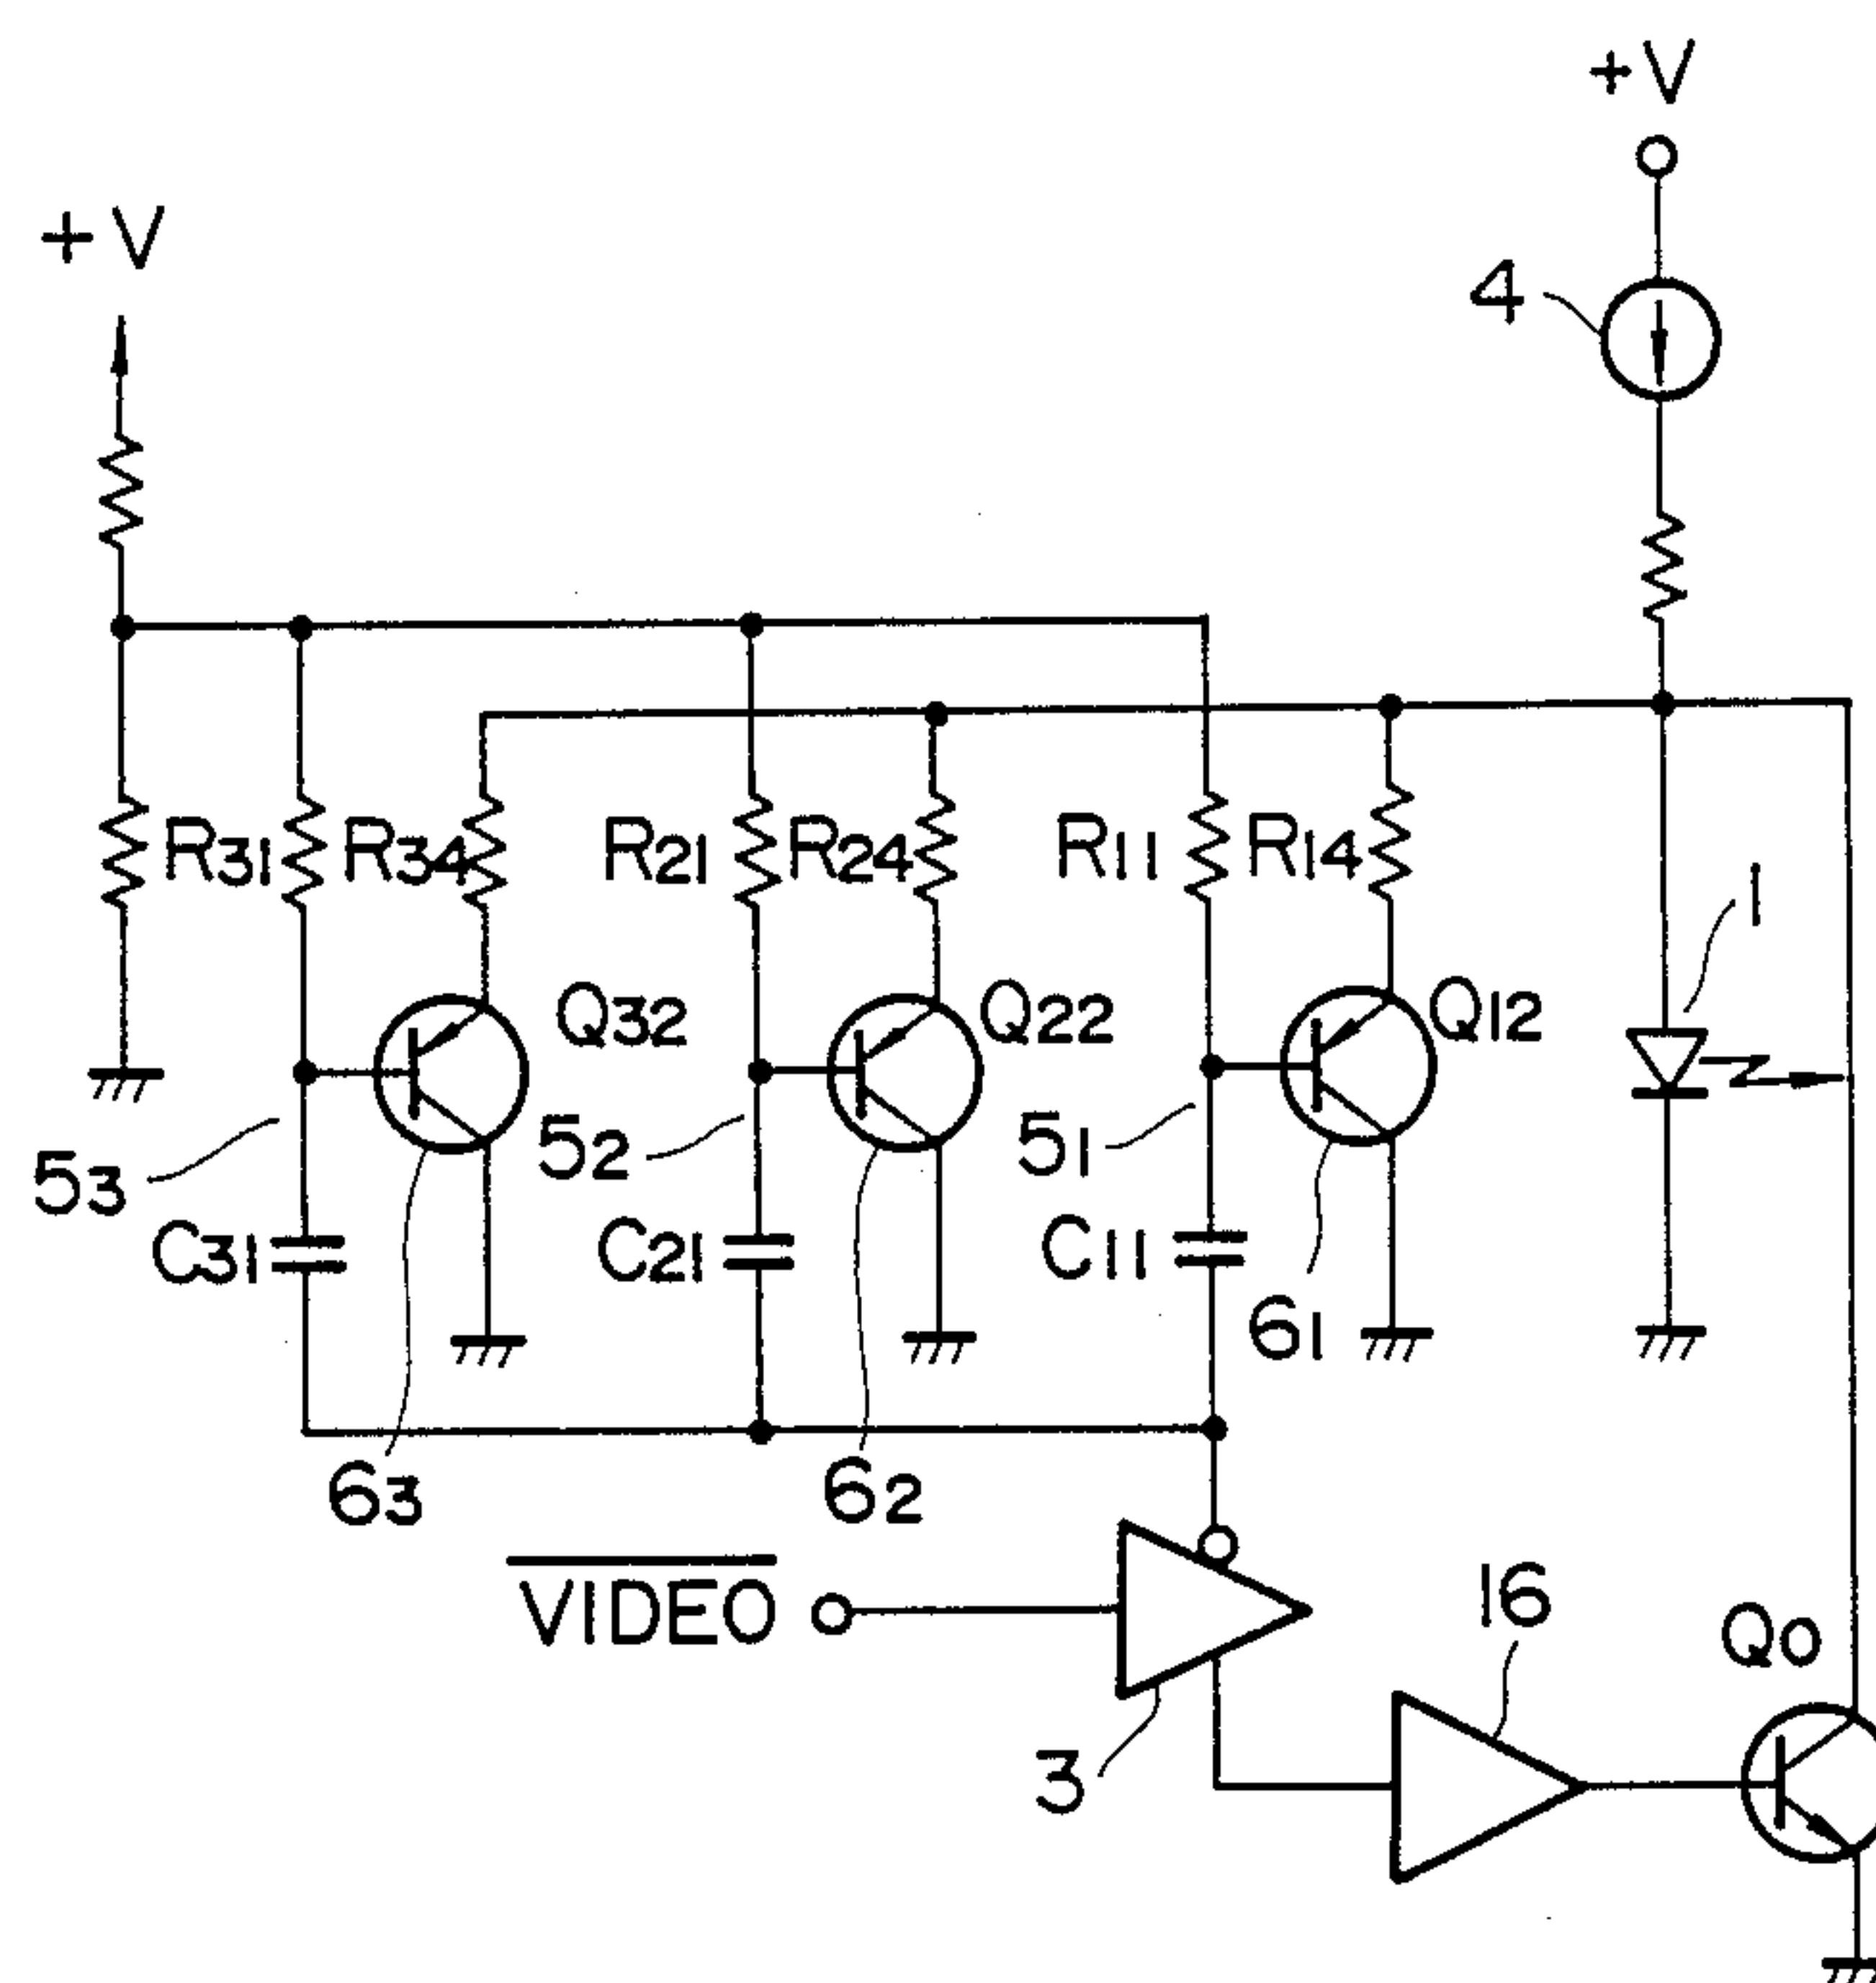 +V
+V
4
R31
R34
R21
R24
R11
R14
1
Q32
Q22
Q12
53
52
51
C31
C21
C11
61
63
62
V̅I̅D̅E̅O̅
16
Q0
3